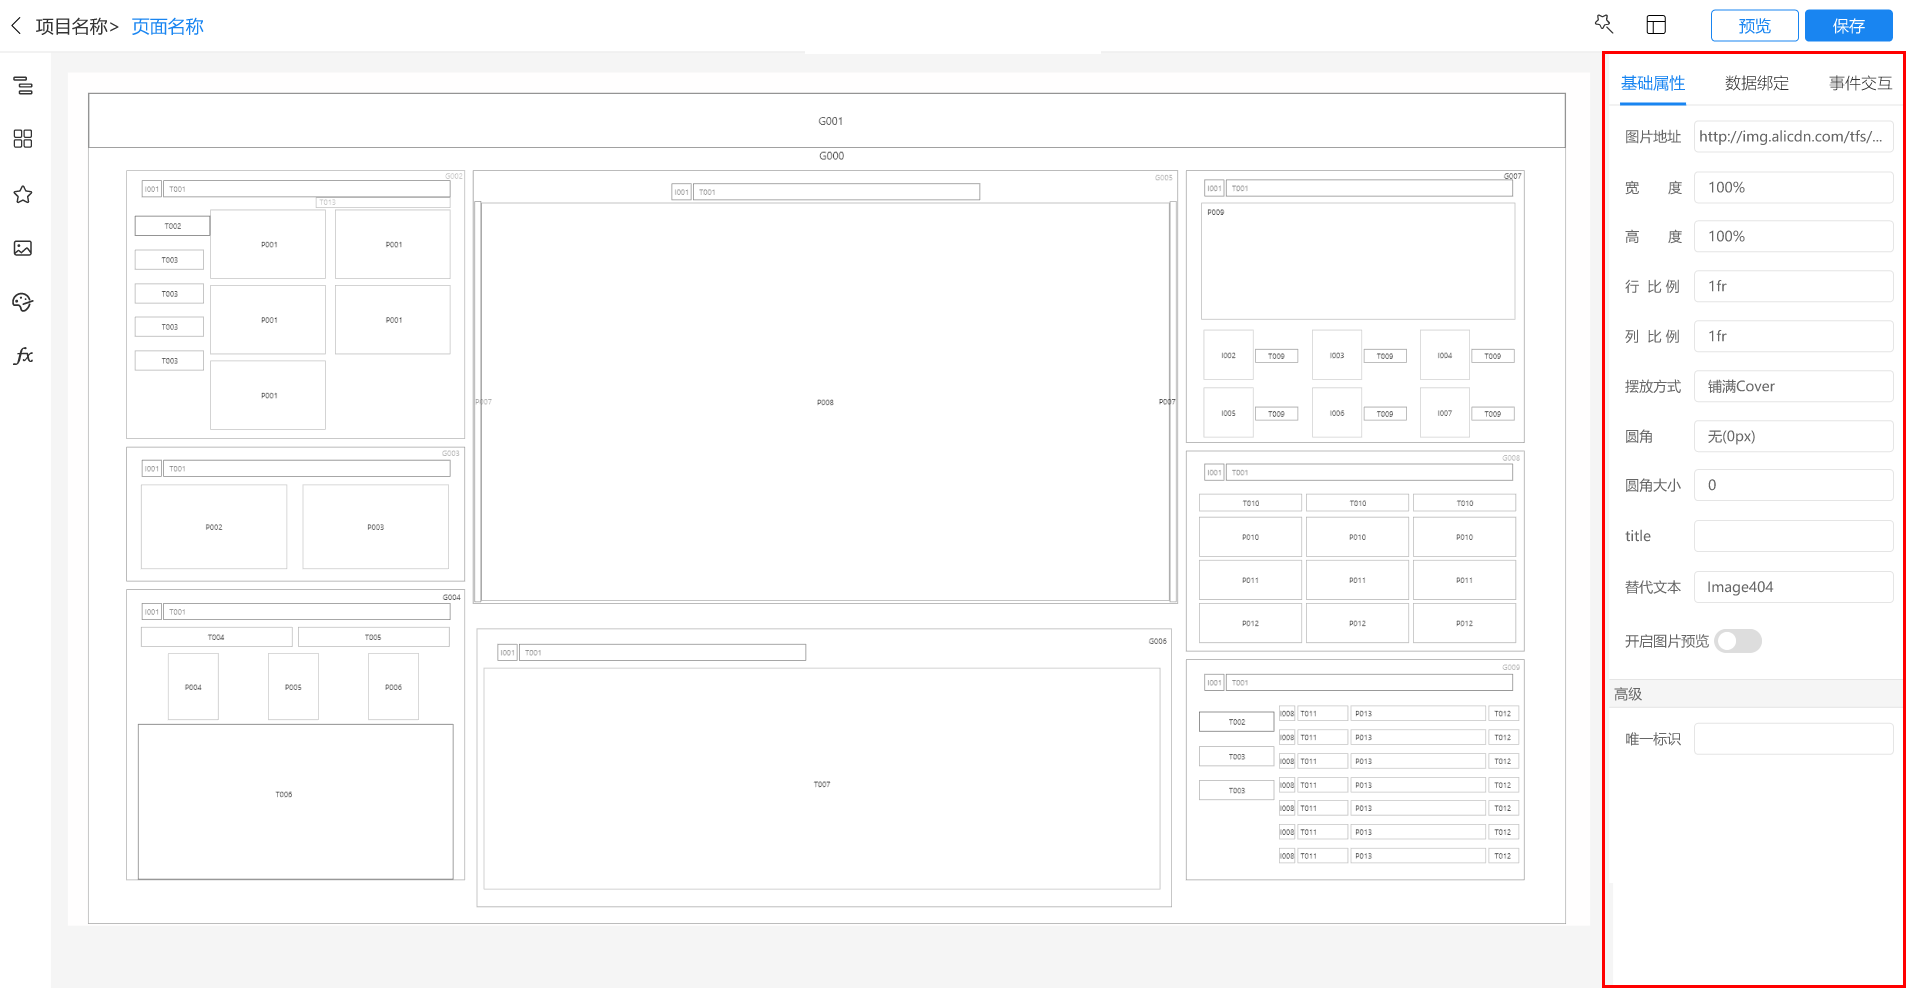 项目名称> 页面名称
预览
保存
G001
G000
G002
I001 T001
T013
T002
T003
T003
T003
T003
P001 P001
P001 P001
P001
G003
I001 T001
P002 P003
G004
I001 T001
T004 T005
P004 P005 P006
T006
G005
I001 T001
P007 P008 P007
G006
I001 T001
T007
G007
I001 T001
P009
I002 T009 I003 T009 I004 T009
I005 T009 I006 T009 I007 T009
G008
I001 T001
T010 T010 T010
P010 P010 P010
P011 P011 P011
P012 P012 P012
G009
I001 T001
T002
T003
T003
I008 T011 P013 T012
I008 T011 P013 T012
I008 T011 P013 T012
I008 T011 P013 T012
I008 T011 P013 T012
I008 T011 P013 T012
I008 T011 P013 T012
基础属性 数据绑定 事件交互
图片地址 http://img.alicdn.com/tfs/...
宽 度 100%
高 度 100%
行 比 例 1fr
列 比 例 1fr
摆放方式 铺满Cover
圆角 无(0px)
圆角大小 0
title
替代文本 Image404
开启图片预览
高级
唯一标识